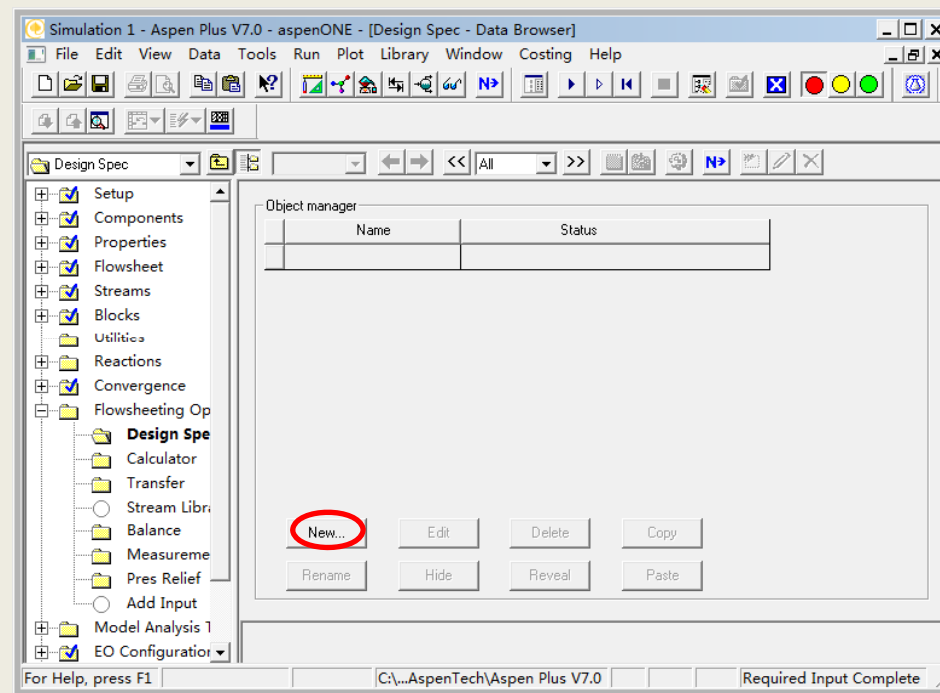 Simulation 1 - Aspen Plus V7.0 - aspenONE - [Design Spec - Data Browser]
File Edit View Data Tools Run Plot Library Window Costing Help
N>
Design Spec
<< All >> N>
Setup
Components
Properties
Flowsheet
Streams
Blocks
Utilities
Reactions
Convergence
Flowsheeting Op
Design Spe
Calculator
Transfer
Stream Libra
Balance
Measureme
Pres Relief
Add Input
Model Analysis T
EO Configuration
Object manager
Name Status
New... Edit Delete Copy
Rename Hide Reveal Paste
For Help, press F1 C:\...AspenTech\Aspen Plus V7.0 Required Input Complete